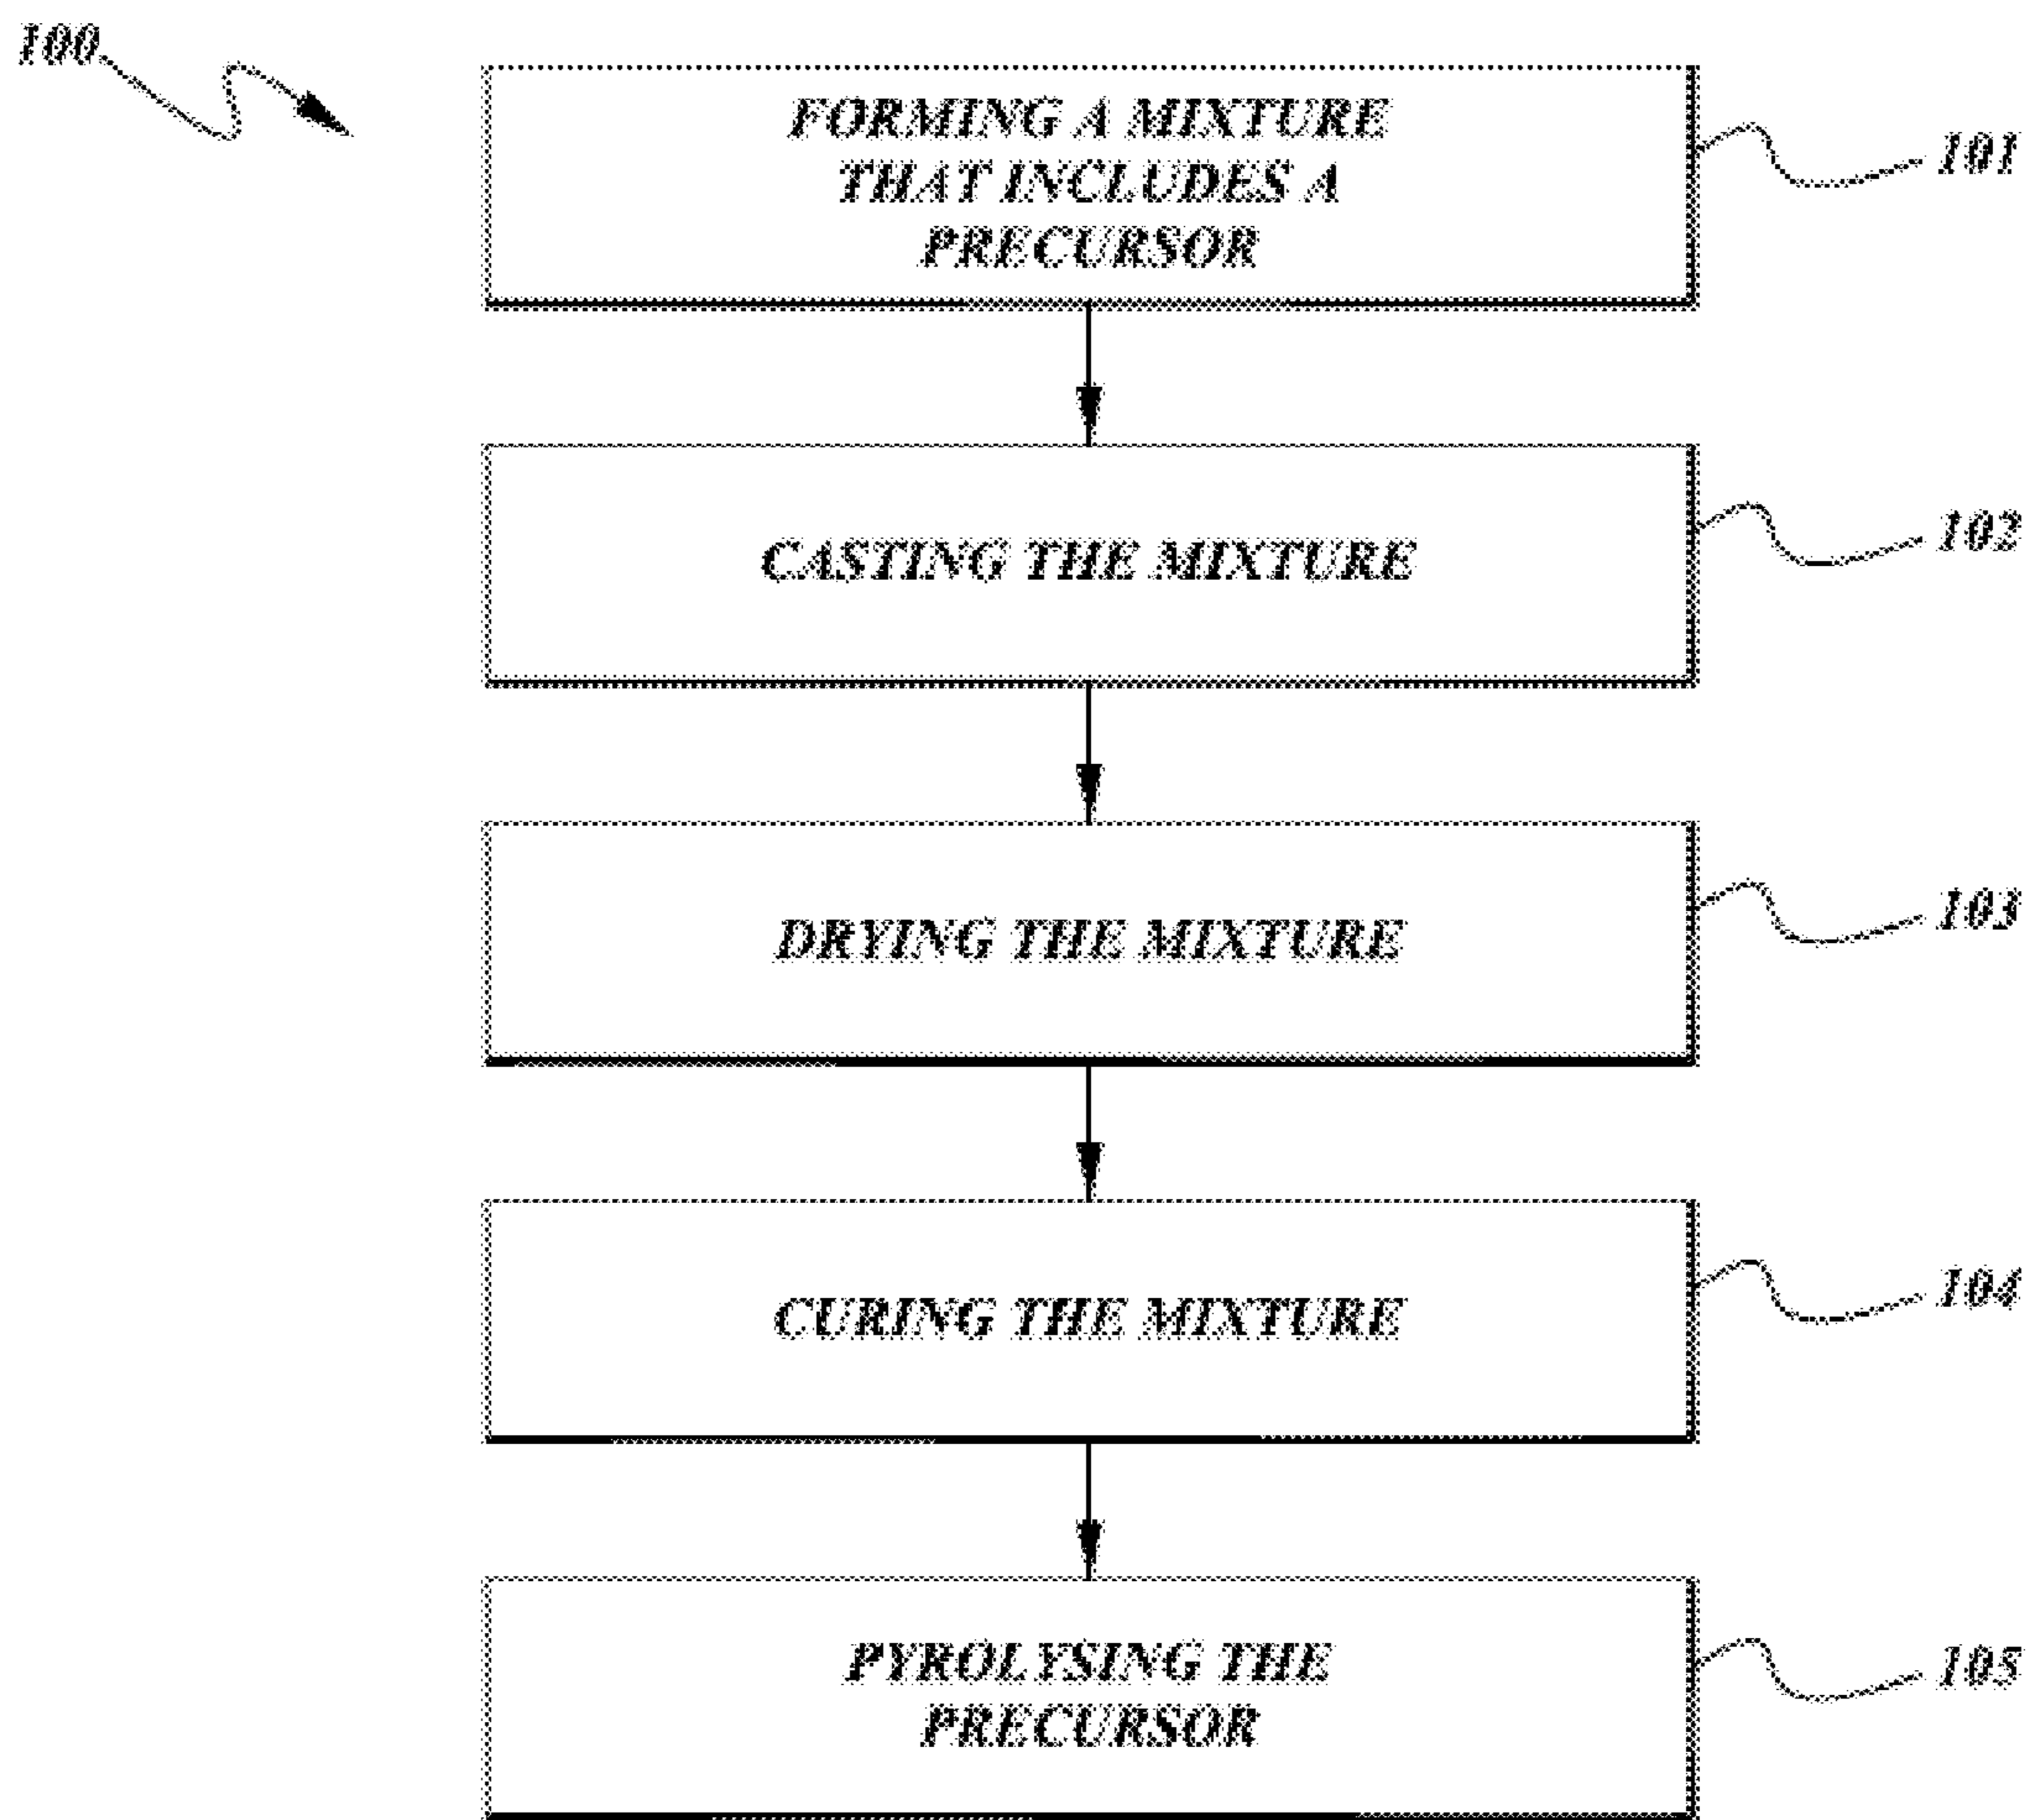 100
FORMING A MIXTURE
THAT INCLUDES A
PRECURSOR
101
CASTING THE MIXTURE
102
DRYING THE MIXTURE
103
CURING THE MIXTURE
104
PYROLYSING THE
PRECURSOR
105